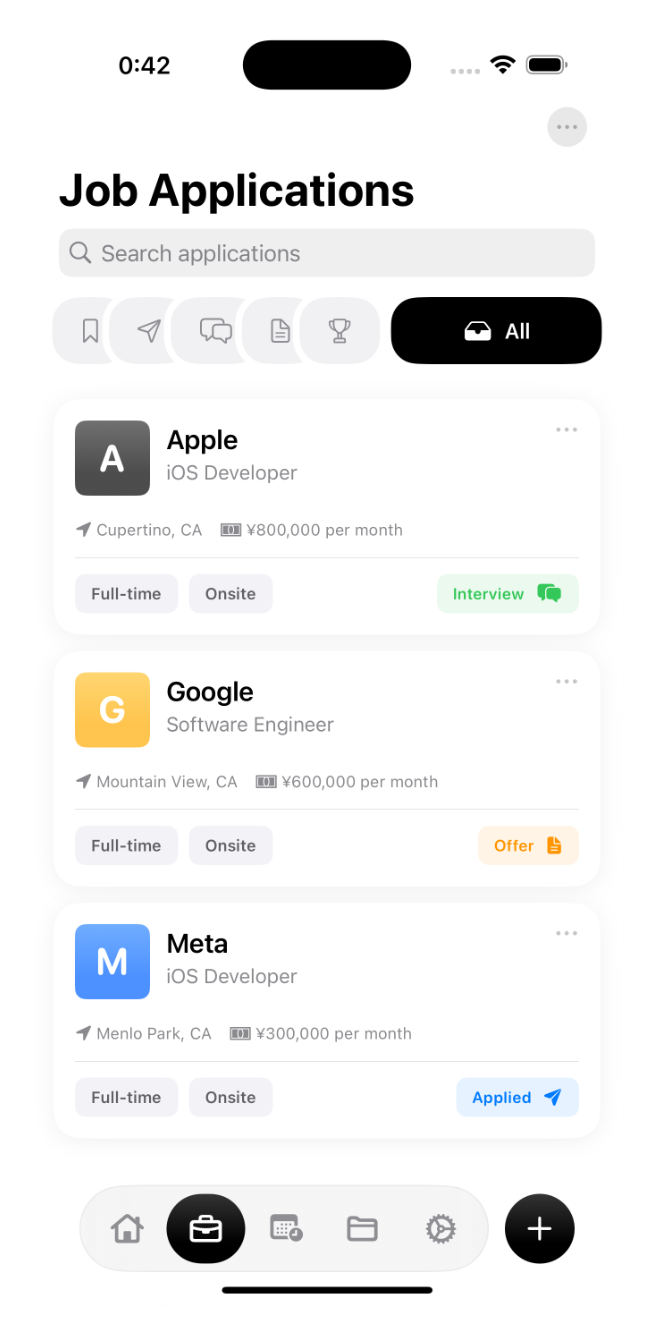 0:42
Job Applications
Search applications
All
A
Apple
iOS Developer
Cupertino, CA ¥800,000 per month
Full-time Onsite Interview
G
Google
Software Engineer
Mountain View, CA ¥600,000 per month
Full-time Onsite Offer
M
Meta
iOS Developer
Menlo Park, CA ¥300,000 per month
Full-time Onsite Applied